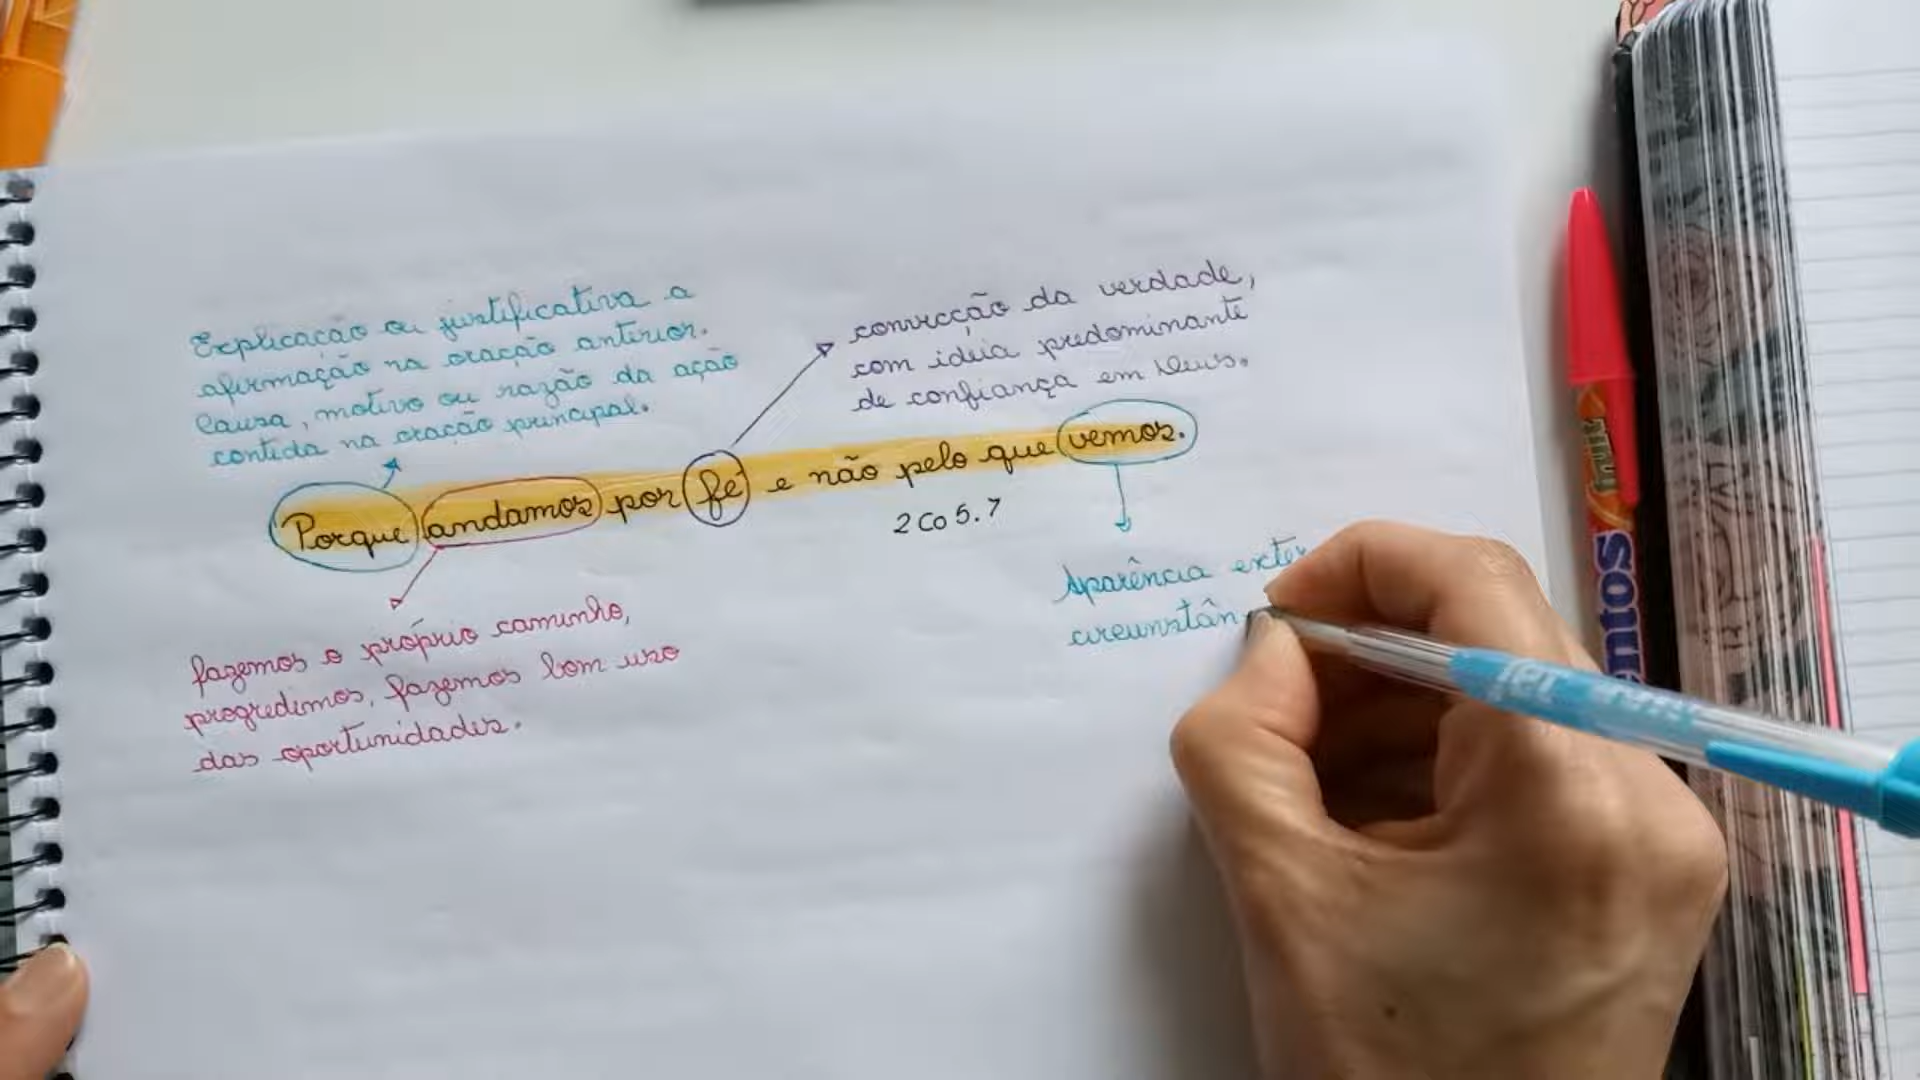 Explicação ou justificativa a
afirmação na oração anterior.
Causa, motivo ou razão da ação
contida na oração principal.
convicção da verdade,
com ideia predominante
de confiança em Deus.
Porque andamos por fé e não pelo que vemos.
2 Co 5.7
fazemos o próprio caminho,
progredimos, fazemos bom uso
das oportunidades.
Aparência exter
circunstân